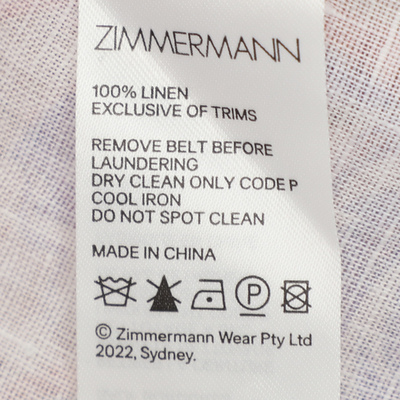 ZIMMERMANN
100% LINEN
EXCLUSIVE OF TRIMS
REMOVE BELT BEFORE
LAUNDERING
DRY CLEAN ONLY CODE P
COOL IRON
DO NOT SPOT CLEAN
MADE IN CHINA
P
© Zimmermann Wear Pty Ltd
2022, Sydney.